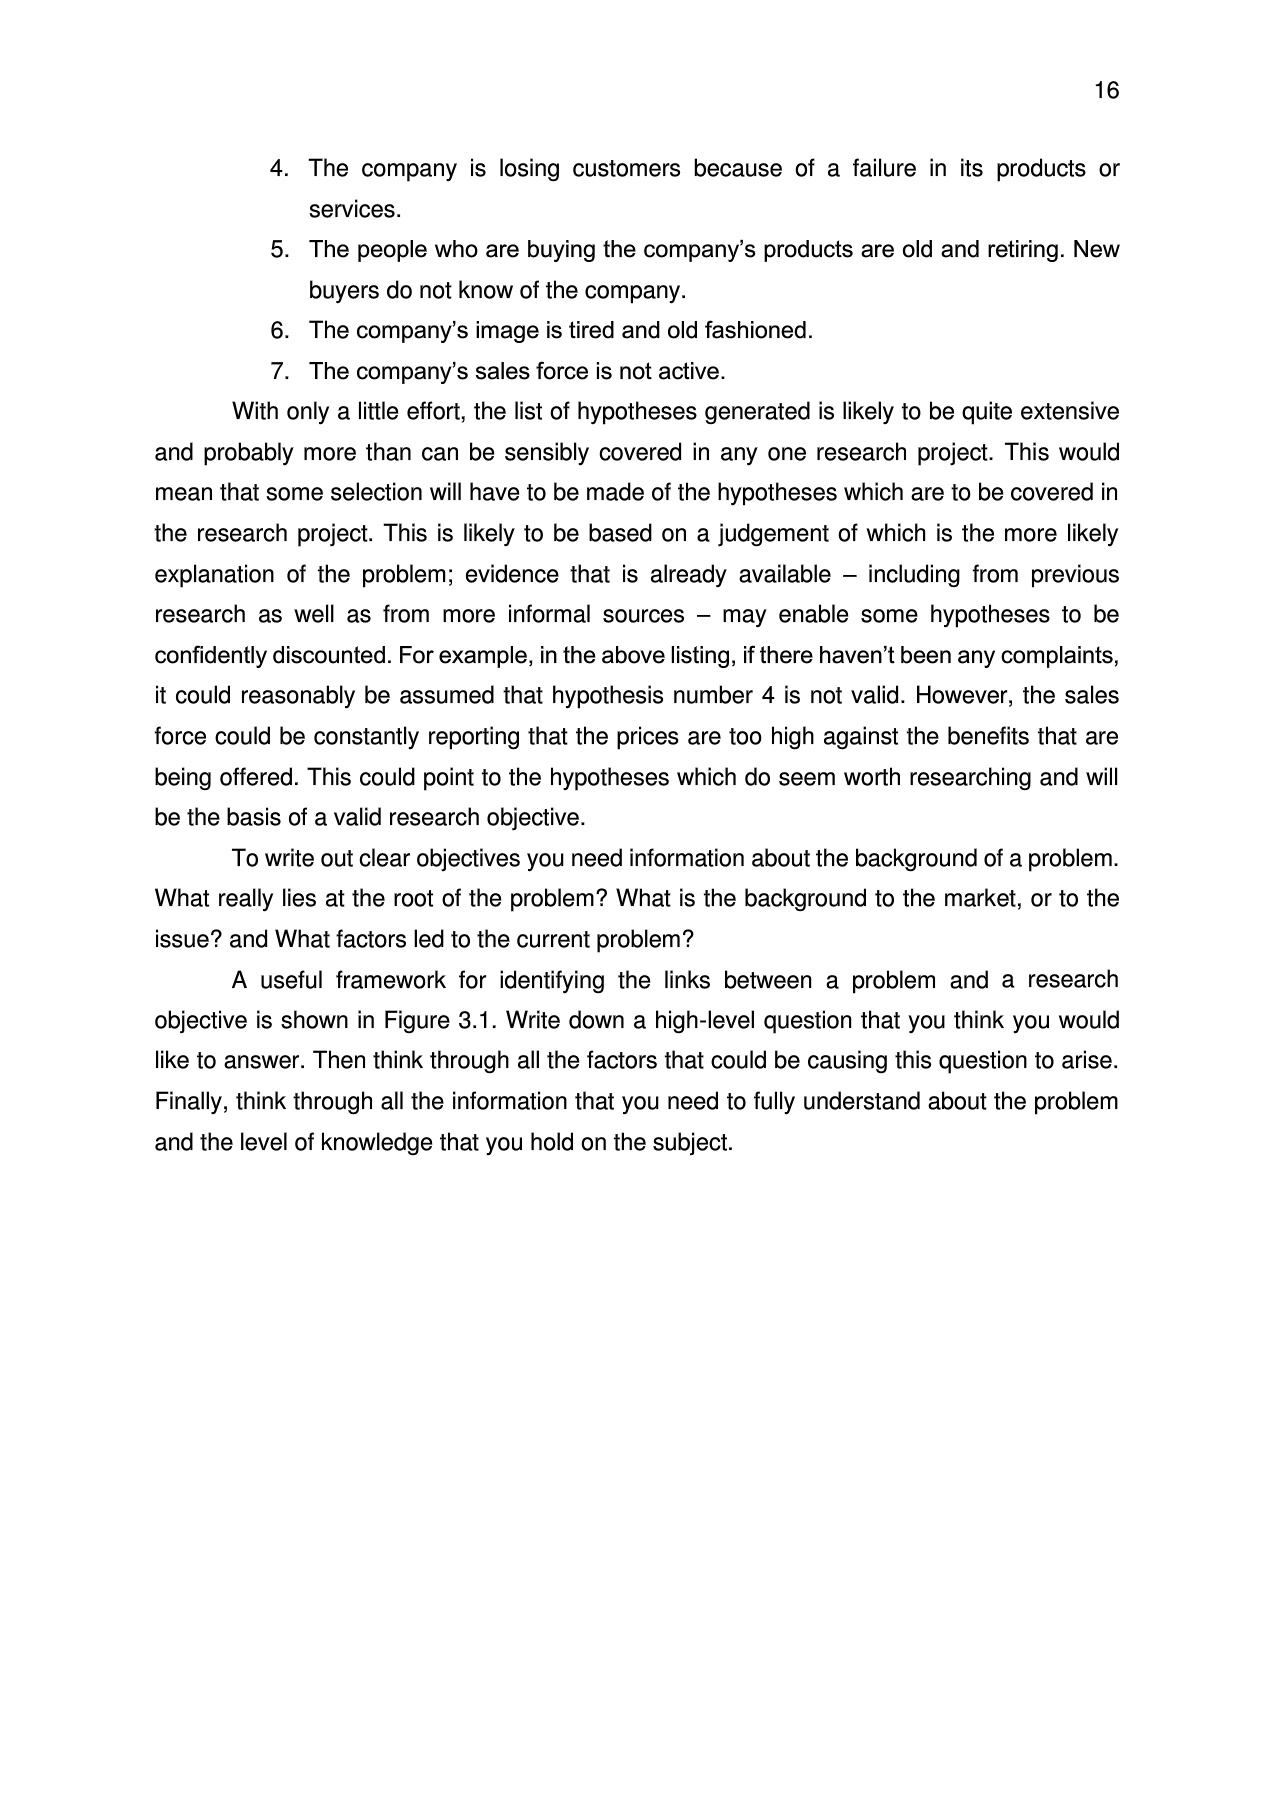 16
4. The company is losing customers because of a failure in its products or
services.
5. The people who are buying the company’s products are old and retiring. New
buyers do not know of the company.
6. The company’s image is tired and old fashioned.
7. The company’s sales force is not active.
With only a little effort, the list of hypotheses generated is likely to be quite extensive
and probably more than can be sensibly covered in any one research project. This would
mean that some selection will have to be made of the hypotheses which are to be covered in
the research project. This is likely to be based on a judgement of which is the more likely
explanation of the problem; evidence that is already available – including from previous
research as well as from more informal sources – may enable some hypotheses to be
confidently discounted. For example, in the above listing, if there haven’t been any complaints,
it could reasonably be assumed that hypothesis number 4 is not valid. However, the sales
force could be constantly reporting that the prices are too high against the benefits that are
being offered. This could point to the hypotheses which do seem worth researching and will
be the basis of a valid research objective.
To write out clear objectives you need information about the background of a problem.
What really lies at the root of the problem? What is the background to the market, or to the
issue? and What factors led to the current problem?
A useful framework for identifying the links between a problem and a research
objective is shown in Figure 3.1. Write down a high-level question that you think you would
like to answer. Then think through all the factors that could be causing this question to arise.
Finally, think through all the information that you need to fully understand about the problem
and the level of knowledge that you hold on the subject.